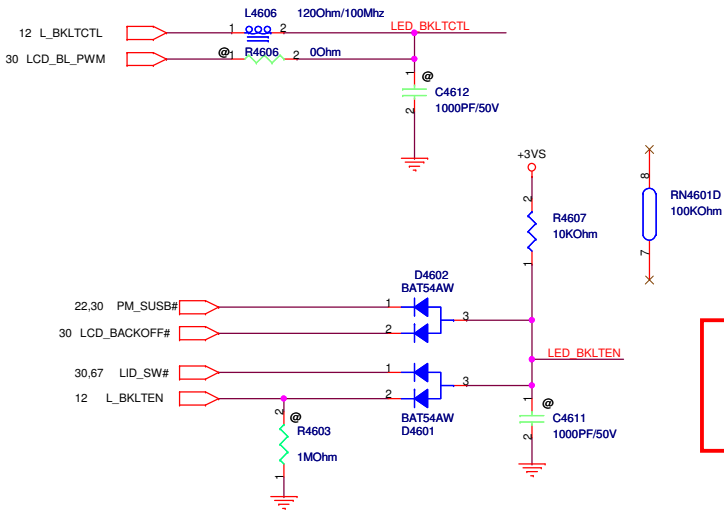 L4606 120Ohm/100Mhz
12 L_BKLTCTL 1 2 LED_BKLTCTL
30 LCD_BL_PWM @ 1 R4606 2 0Ohm
1 @
C4612
2 1000PF/50V
+3VS
2 R4607
10KOhm
1
8 RN4601D
100KOhm
7
D4602
BAT54AW
22,30 PM_SUSB# 1
3
30 LCD_BACKOFF# 2
LED_BKLTEN
30,67 LID_SW# 1
3
12 L_BKLTEN 2
BAT54AW
D4601
2 @
R4603
1MOhm
1
1 @
C4611
2 1000PF/50V